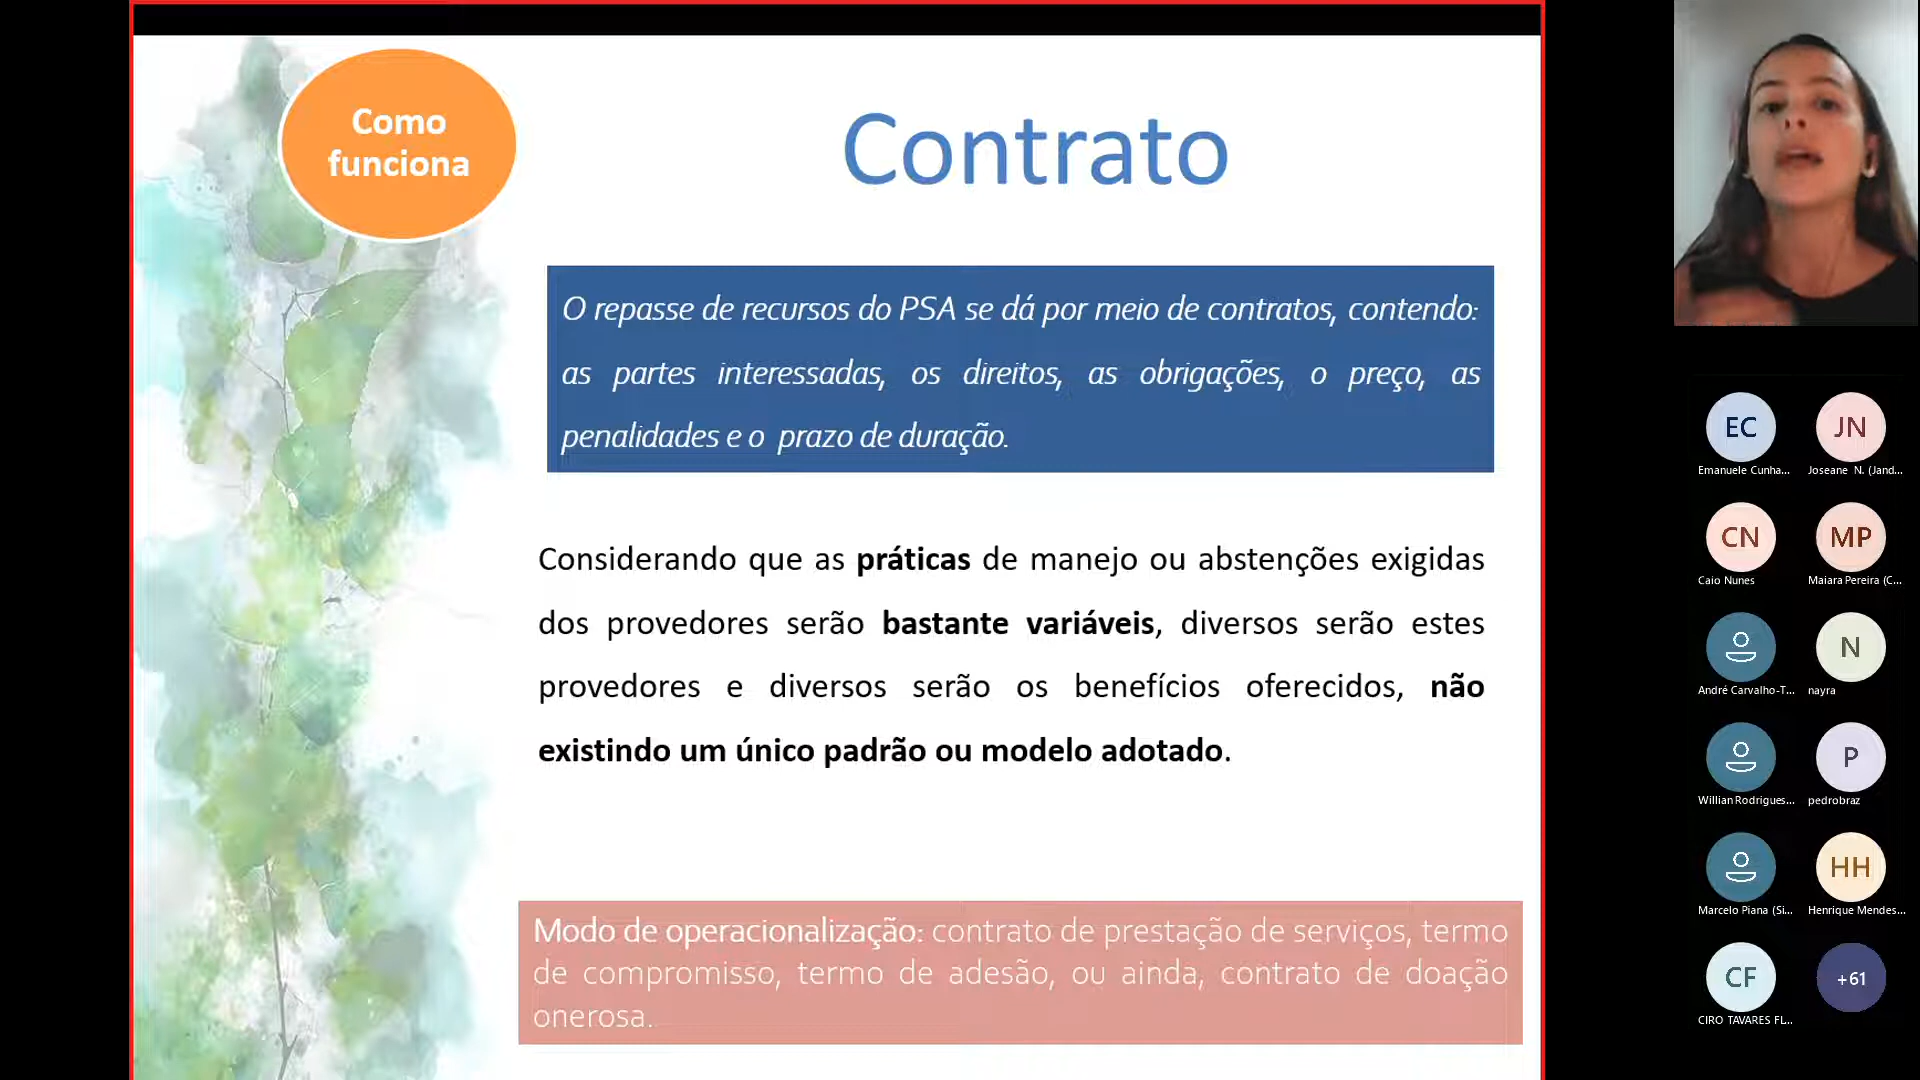 Como
funciona
Contrato
O repasse de recursos do PSA se dá por meio de contratos, contendo:
as partes interessadas, os direitos, as obrigações, o preço, as
penalidades e o prazo de duração.
Considerando que as práticas de manejo ou abstenções exigidas
dos provedores serão bastante variáveis, diversos serão estes
provedores e diversos serão os benefícios oferecidos, não
existindo um único padrão ou modelo adotado.
Modo de operacionalização: contrato de prestação de serviços, termo
de compromisso, termo de adesão, ou ainda, contrato de doação
onerosa.
EC
JN
Emanuele Cunha...
Joseane N. (Jand...
CN
MP
Caio Nunes
Maiara Pereira (C...
N
André Carvalho-T...
nayra
P
Willian Rodrigues...
pedrobraz
HH
Marcelo Piana (Si...
Henrique Mendes...
CF
+61
CIRO TAVARES FL...